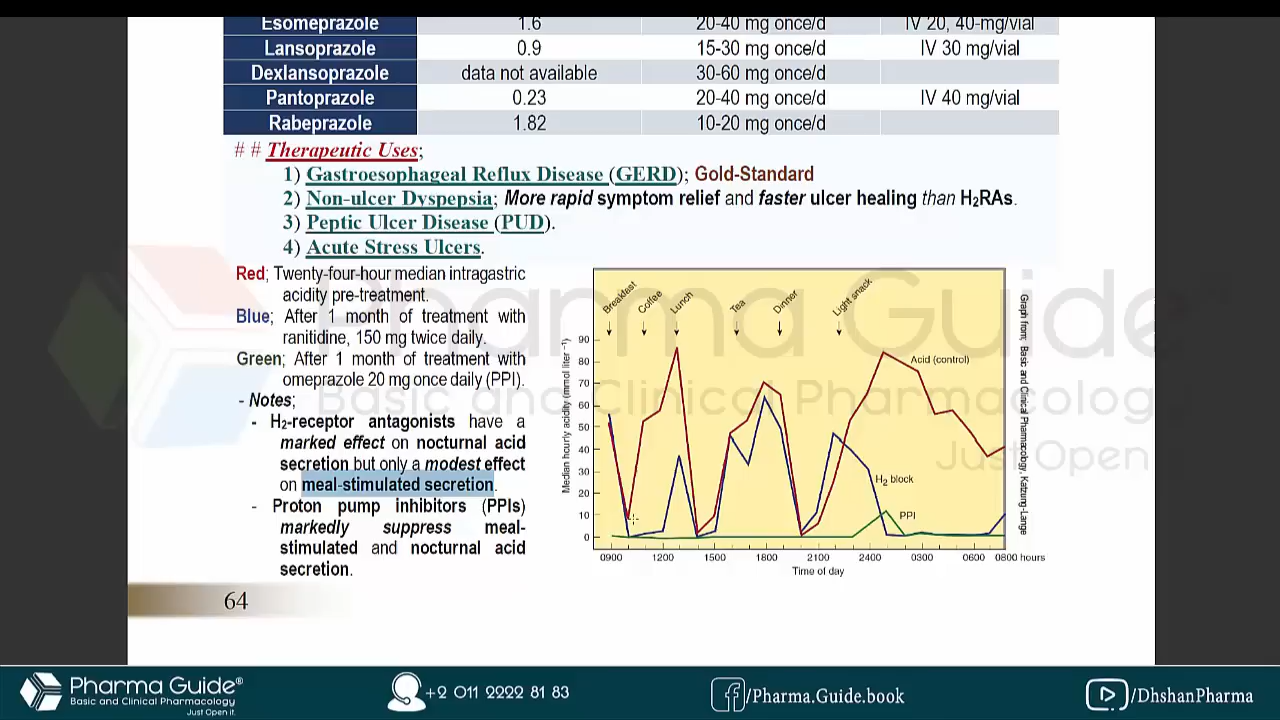 Esomeprazole 1.6 20-40 mg once/d IV 20, 40-mg/vial
Lansoprazole 0.9 15-30 mg once/d IV 30 mg/vial
Dexlansoprazole data not available 30-60 mg once/d
Pantoprazole 0.23 20-40 mg once/d IV 40 mg/vial
Rabeprazole 1.82 10-20 mg once/d
# # Therapeutic Uses;
1) Gastroesophageal Reflux Disease (GERD); Gold-Standard
2) Non-ulcer Dyspepsia; More rapid symptom relief and faster ulcer healing than H2RAs.
3) Peptic Ulcer Disease (PUD).
4) Acute Stress Ulcers.
Red; Twenty-four-hour median intragastric
acidity pre-treatment.
Blue; After 1 month of treatment with
ranitidine, 150 mg twice daily.
Green; After 1 month of treatment with
omeprazole 20 mg once daily (PPI).
- Notes;
- H2-receptor antagonists have a
marked effect on nocturnal acid
secretion but only a modest effect
on meal-stimulated secretion.
- Proton pump inhibitors (PPIs)
markedly suppress meal-
stimulated and nocturnal acid
secretion.
Breakfast
Coffee
Lunch
Tea
Dinner
Light snack
Median hourly acidity (mmol liter⁻¹)
90
80
70
60
50
40
30
20
10
0
Acid (control)
H2 block
PPI
0900 1200 1500 1800 2100 2400 0300 0600 0800 hours
Time of day
Graph from; Basic and Clinical Pharmacology, Katzung-Lange
Pharma Guide
Basic and Clinical Pharmacology
Just Open
64
Pharma Guide®
Basic and Clinical Pharmacology
Just Open it.
+2 011 2222 81 83
/Pharma.Guide.book
/DhshanPharma